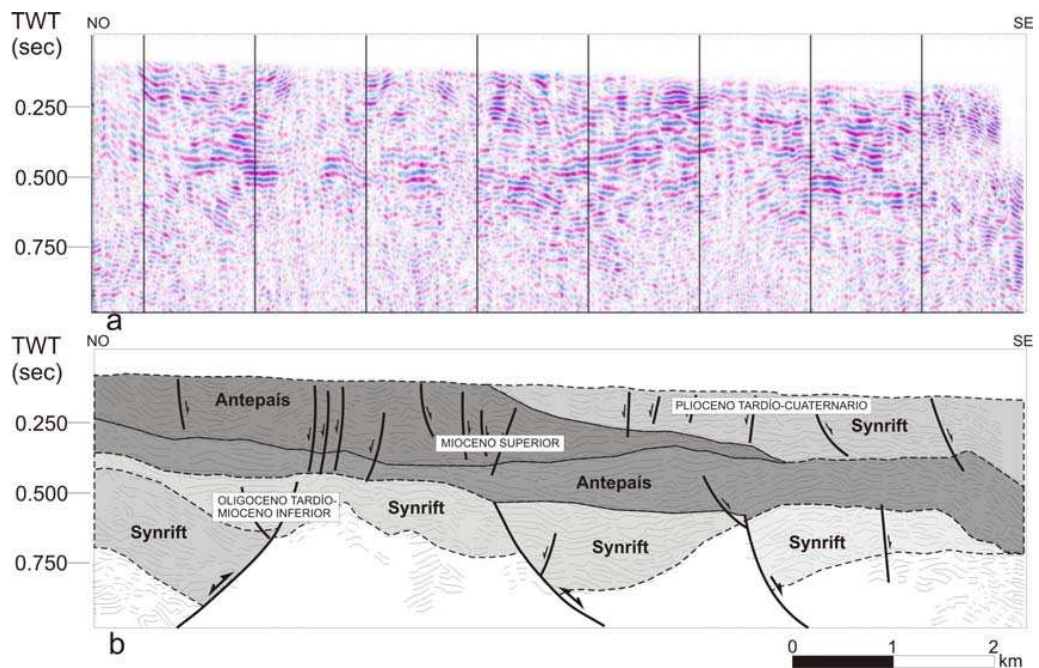 TWT
(sec)
NO
SE
0.250
0.500
0.750
a
TWT
(sec)
NO
SE
0.250
0.500
0.750
Antepaís
PLIOCENO TARDÍO-CUATERNARIO
Synrift
MIOCENO SUPERIOR
Antepaís
OLIGOCENO TARDÍO-
MIOCENO INFERIOR
Synrift
Synrift
Synrift
Synrift
b
0 1 2
km